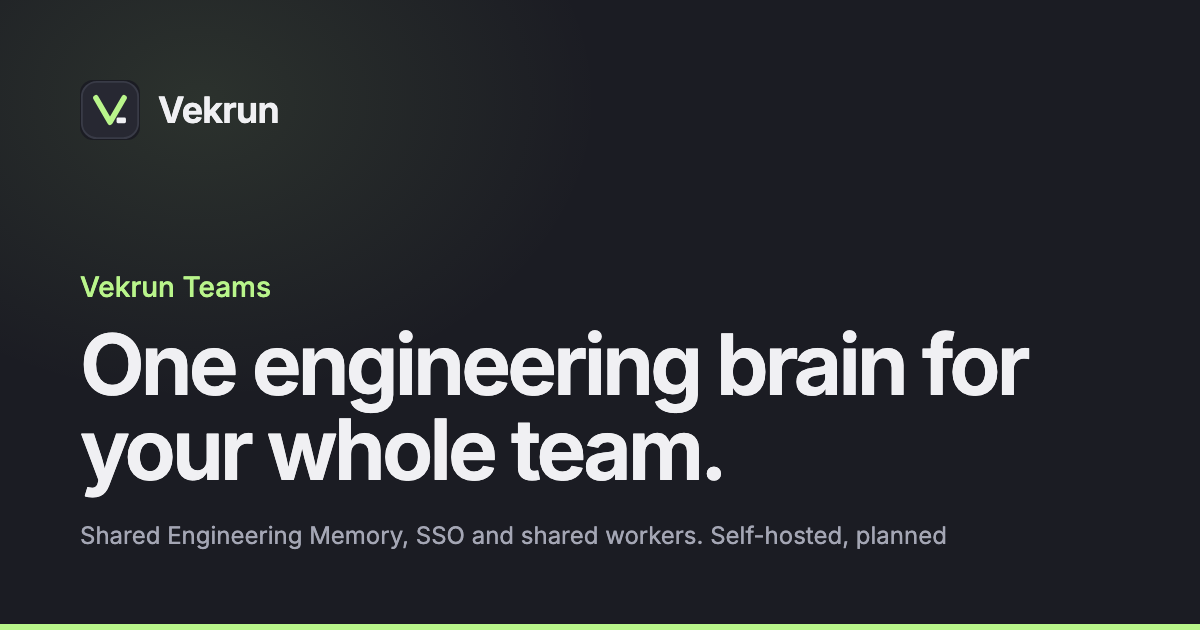 Vekrun
Vekrun Teams
One engineering brain for
your whole team.
Shared Engineering Memory, SSO and shared workers. Self-hosted, planned